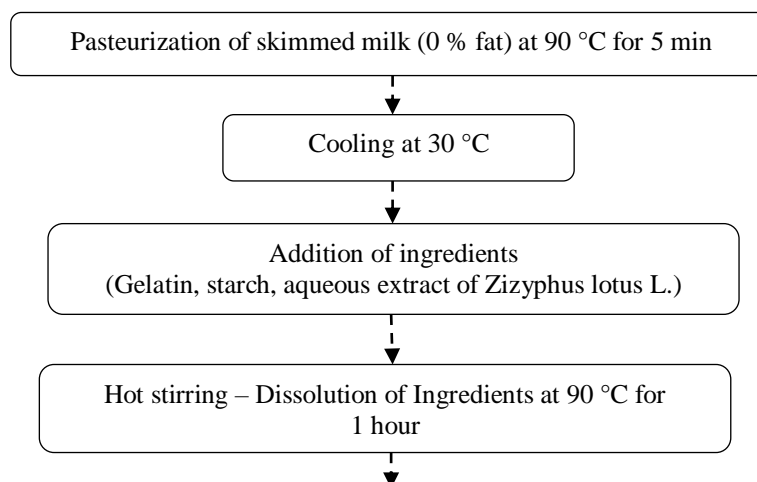 Pasteurization of skimmed milk (0 % fat) at 90 °C for 5 min
Cooling at 30 °C
Addition of ingredients
(Gelatin, starch, aqueous extract of Zizyphus lotus L.)
Hot stirring – Dissolution of Ingredients at 90 °C for
1 hour